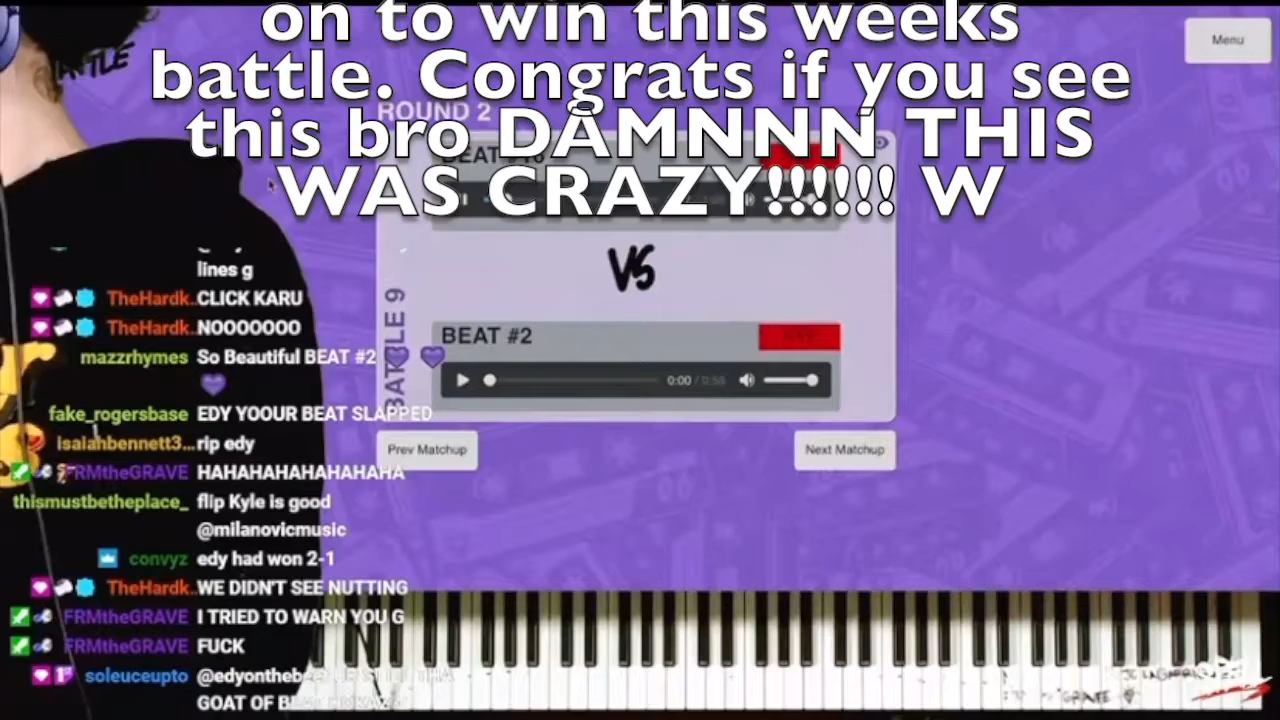 on to win this weeks
battle. Congrats if you see
this bro DAMNNN THIS
WAS CRAZY!!!!!! W
Menu
ROUND 2
BEAT #16
VS
BATTLE 9
BEAT #2
0:00 / 0:58
Prev Matchup
Next Matchup
lines g
TheHardk.. CLICK KARU
TheHardk.. NOOOOOOO
mazzrhymes So Beautiful BEAT #2 💜 💜
💜
fake_rogersbase EDY YOOUR BEAT SLAPPED
isaiahbennett3... rip edy
FRMtheGRAVE HAHAHAHAHAHAHAHA
thismustbetheplace_ flip Kyle is good
@milanovicmusic
convyz edy had won 2-1
TheHardk.. WE DIDN'T SEE NUTTING
FRMtheGRAVE I TRIED TO WARN YOU G
FRMtheGRAVE FUCK
soleuceupto
GOAT OF